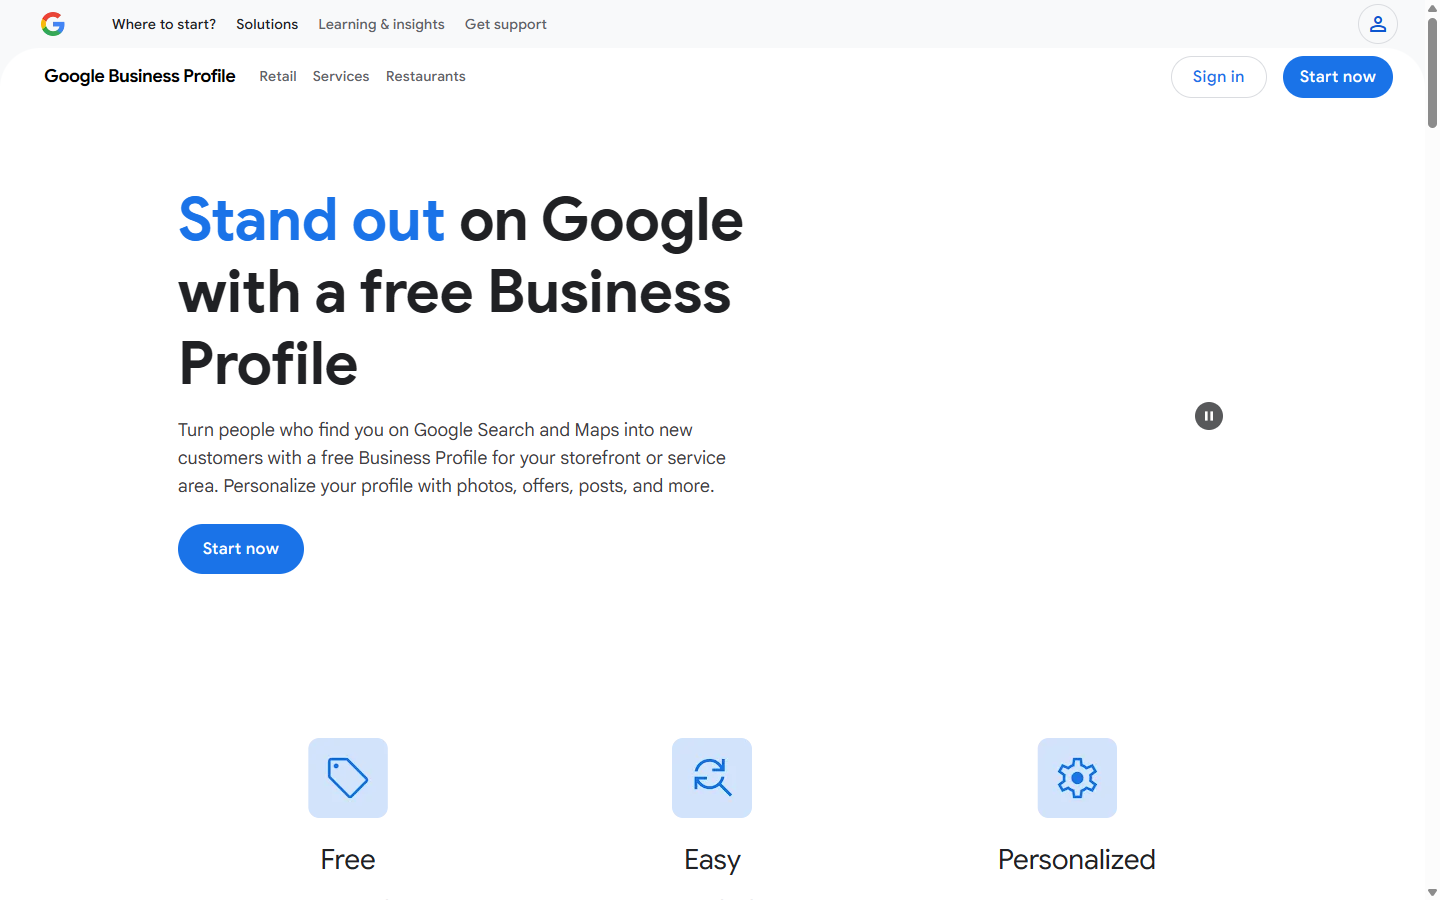 Where to start? Solutions Learning & insights Get support
Google Business Profile Retail Services Restaurants Sign in Start now
Stand out on Google
with a free Business
Profile
Turn people who find you on Google Search and Maps into new
customers with a free Business Profile for your storefront or service
area. Personalize your profile with photos, offers, posts, and more.
Start now
Free Easy Personalized